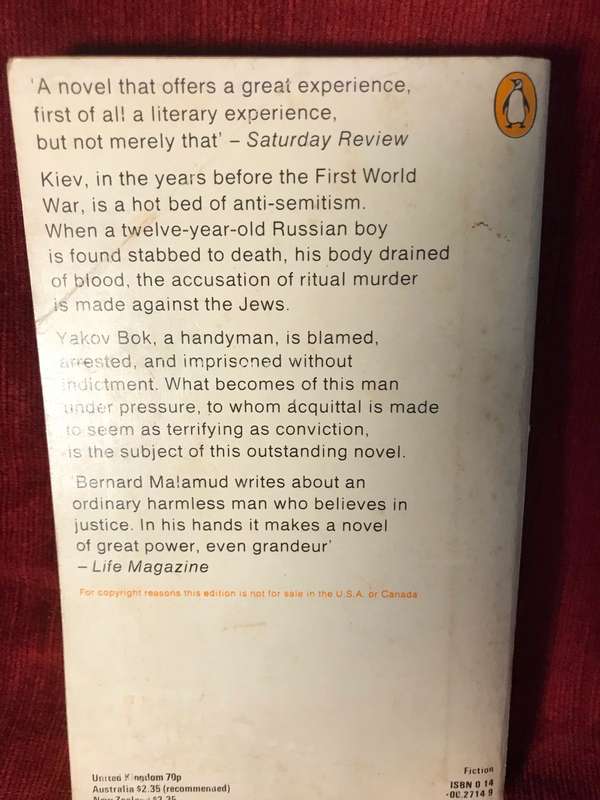 'A novel that offers a great experience,
first of all a literary experience,
but not merely that' – Saturday Review
Kiev, in the years before the First World
War, is a hot bed of anti-semitism.
When a twelve-year-old Russian boy
is found stabbed to death, his body drained
of blood, the accusation of ritual murder
is made against the Jews.
Yakov Bok, a handyman, is blamed,
arrested, and imprisoned without
indictment. What becomes of this man
under pressure, to whom acquittal is made
to seem as terrifying as conviction,
is the subject of this outstanding novel.
'Bernard Malamud writes about an
ordinary harmless man who believes in
justice. In his hands it makes a novel
of great power, even grandeur'
– Life Magazine
For copyright reasons this edition is not for sale in the U.S.A. or Canada
United Kingdom 70p
Australia $2.35 (recommended)
Fiction
ISBN 0 14
00.2714 9